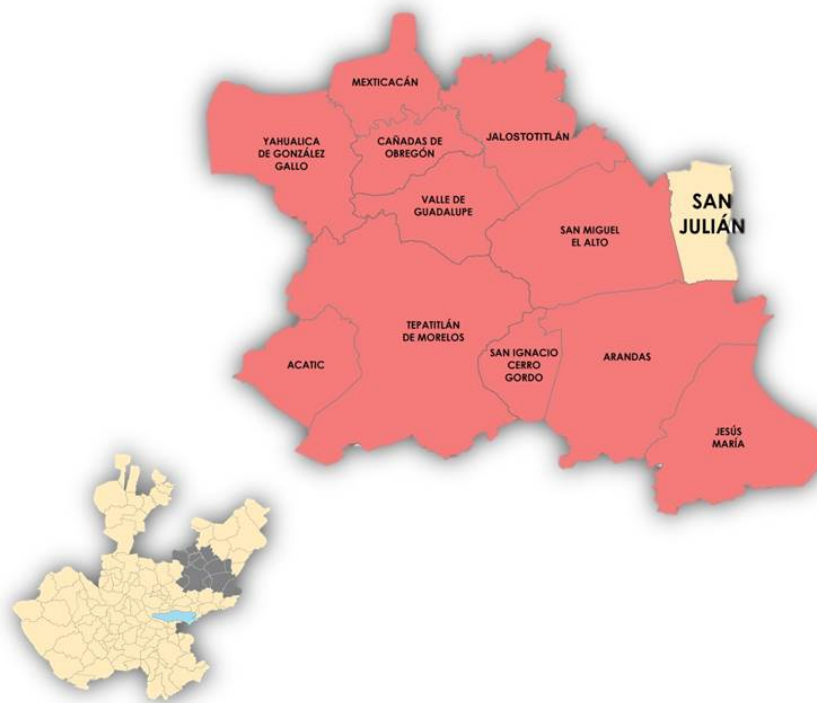 MEXTICACÁN
YAHUALICA
DE GONZÁLEZ
GALLO
CAÑADAS DE
OBREGÓN
JALOSTOTITLÁN
VALLE DE
GUADALUPE
SAN MIGUEL
EL ALTO
SAN
JULIÁN
TEPATITLÁN
DE MORELOS
ACATIC
SAN IGNACIO
CERRO
GORDO
ARANDAS
JESÚS
MARÍA